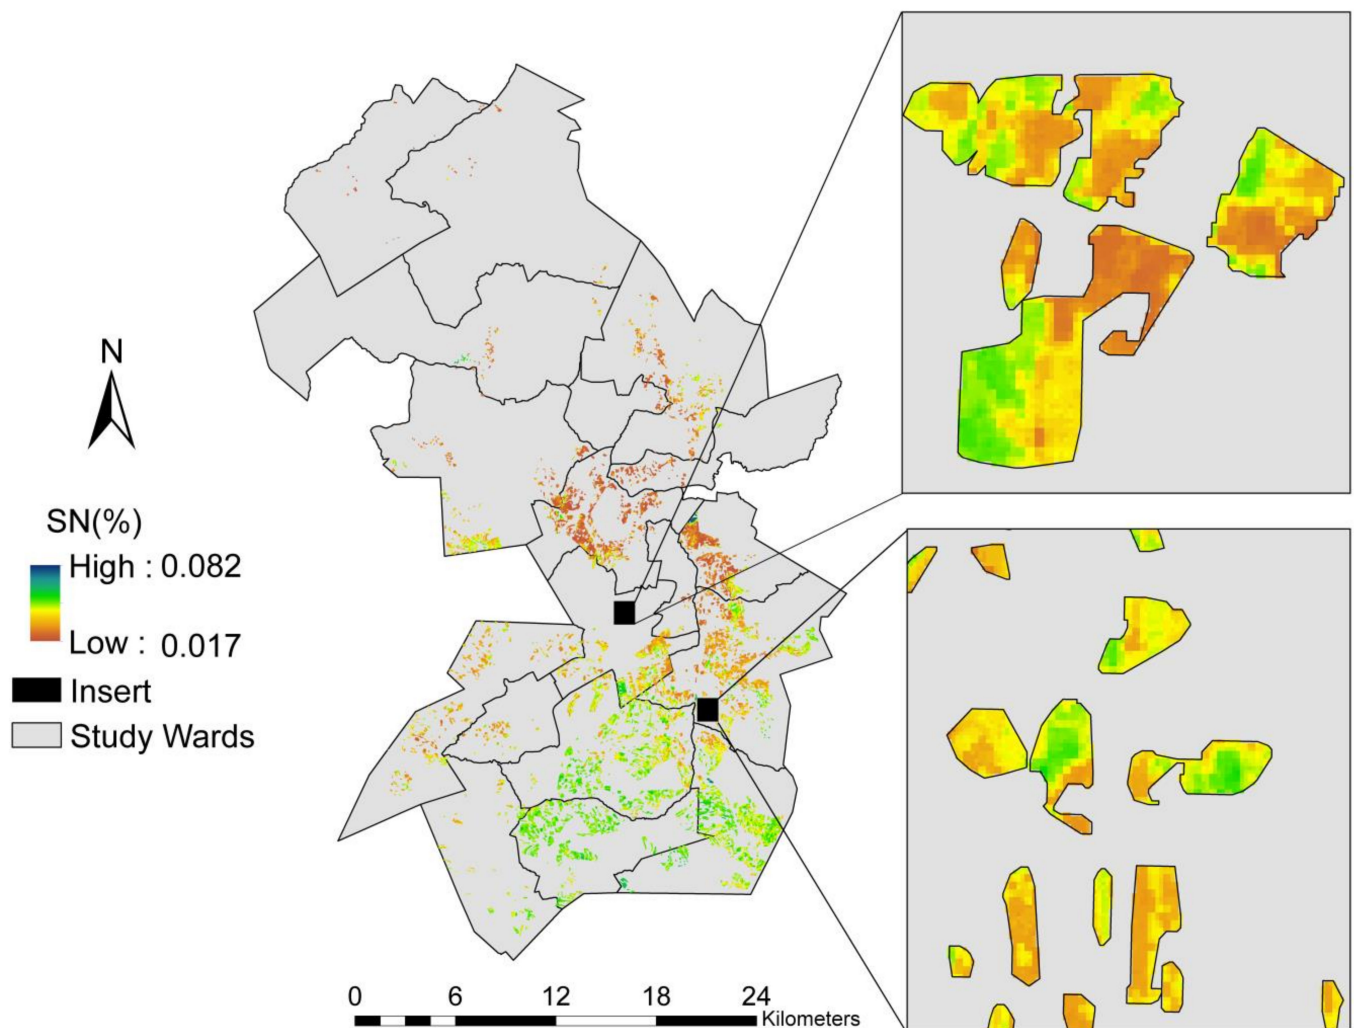 N
SN(%)
High : 0.082
Low : 0.017
Insert
Study Wards
0 6 12 18 24
Kilometers